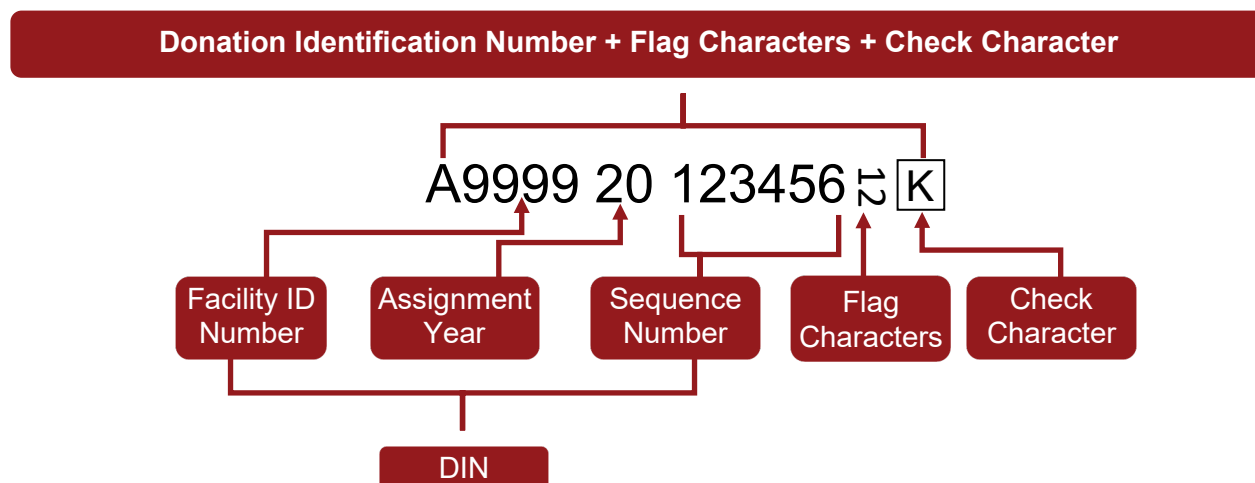 Donation Identification Number + Flag Characters + Check Character
A9999 20 123456 12 K
Facility ID
Number
Assignment
Year
Sequence
Number
Flag
Characters
Check
Character
DIN